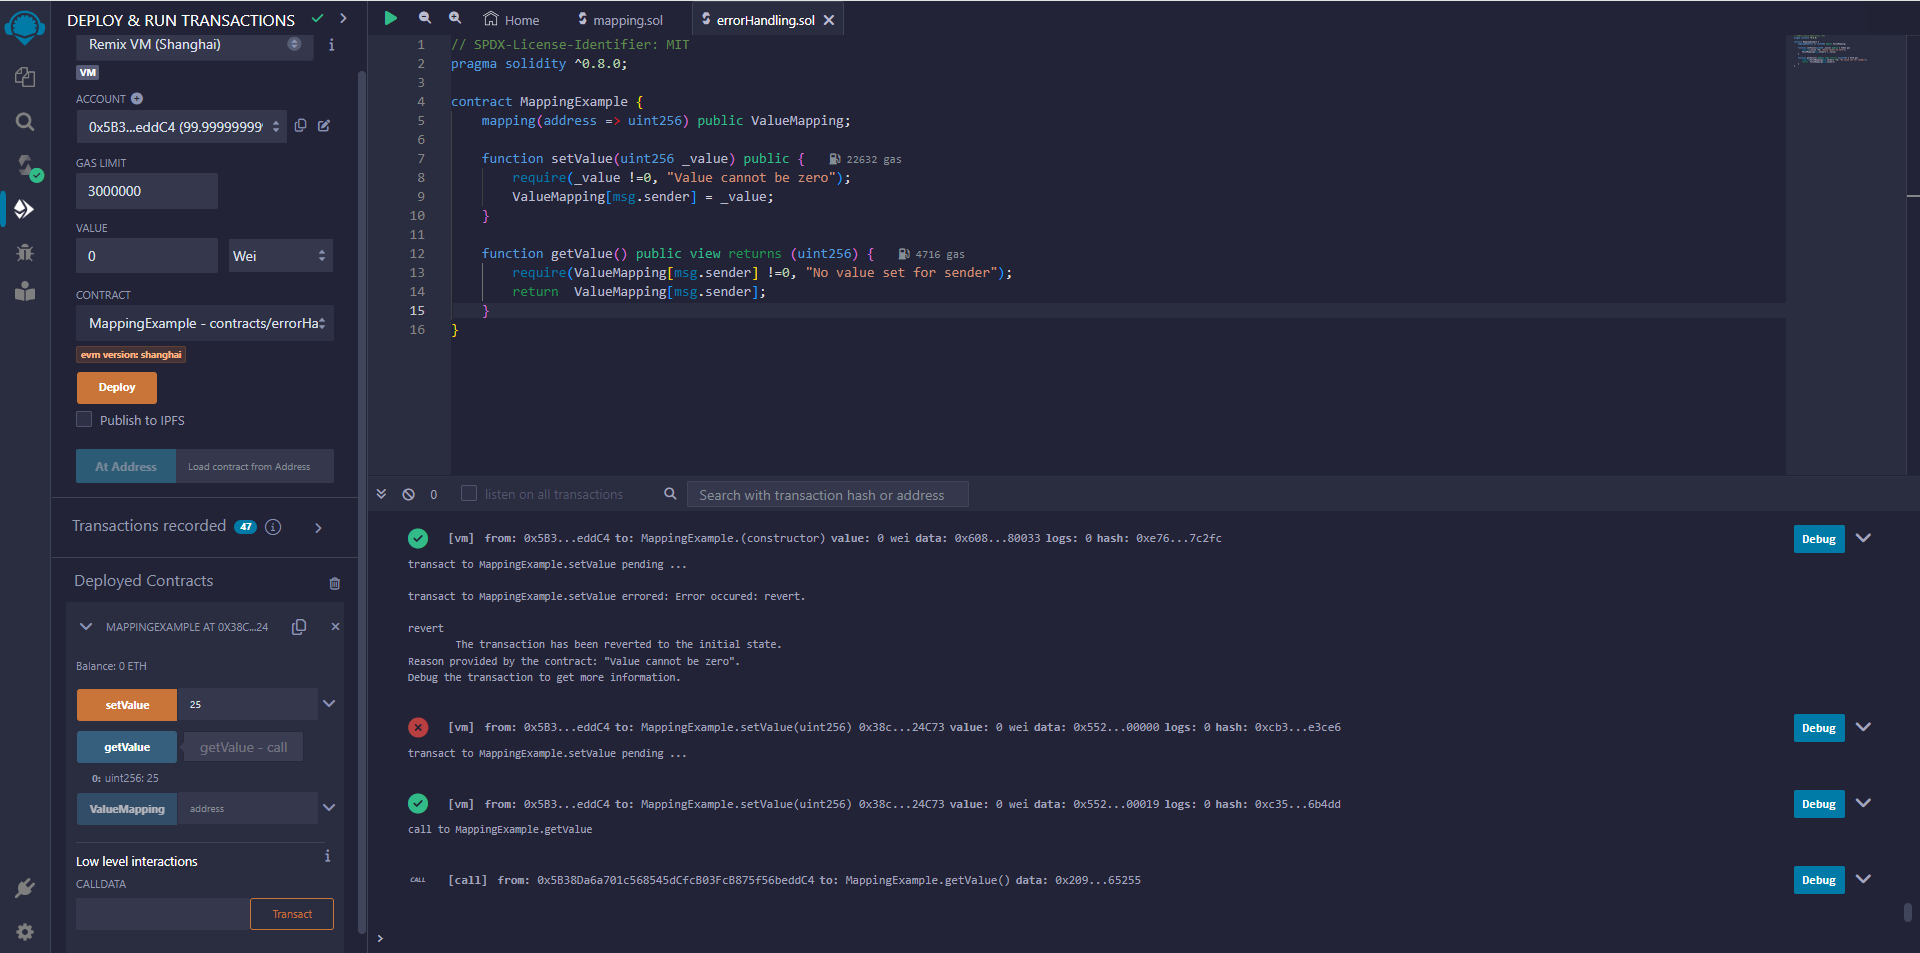 DEPLOY & RUN TRANSACTIONS
Remix VM (Shanghai)
VM
ACCOUNT
0x5B3...eddC4 (99.99999999
GAS LIMIT
3000000
VALUE
0
Wei
CONTRACT
MappingExample - contracts/errorHa
evm version: shanghai
Deploy
Publish to IPFS
At Address
Load contract from Address
Transactions recorded 47
Deployed Contracts
MAPPINGEXAMPLE AT 0X38C...24
Balance: 0 ETH
setValue 25
getValue getValue - call
0: uint256: 25
ValueMapping address
Low level interactions
CALLDATA
Transact
Home
mapping.sol
errorHandling.sol
1 // SPDX-License-Identifier: MIT
2 pragma solidity ^0.8.0;
3
4 contract MappingExample {
5 mapping(address => uint256) public ValueMapping;
6
7 function setValue(uint256 _value) public { 22632 gas
8 require(_value !=0, "Value cannot be zero");
9 ValueMapping[msg.sender] = _value;
10 }
11
12 function getValue() public view returns (uint256) { 4716 gas
13 require(ValueMapping[msg.sender] !=0, "No value set for sender");
14 return  ValueMapping[msg.sender];
15 }
16 }
0
listen on all transactions
Search with transaction hash or address
[vm] from: 0x5B3...eddC4 to: MappingExample.(constructor) value: 0 wei data: 0x608...80033 logs: 0 hash: 0xe76...7c2fc
Debug
transact to MappingExample.setValue pending ...
transact to MappingExample.setValue errored: Error occured: revert.
revert
The transaction has been reverted to the initial state.
Reason provided by the contract: "Value cannot be zero".
Debug the transaction to get more information.
[vm] from: 0x5B3...eddC4 to: MappingExample.setValue(uint256) 0x38c...24C73 value: 0 wei data: 0x552...00000 logs: 0 hash: 0xcb3...e3ce6
Debug
transact to MappingExample.setValue pending ...
[vm] from: 0x5B3...eddC4 to: MappingExample.setValue(uint256) 0x38c...24C73 value: 0 wei data: 0x552...00019 logs: 0 hash: 0xc35...6b4dd
Debug
call to MappingExample.getValue
CALL
[call] from: 0x5B38Da6a701c568545dCfcB03FcB875f56beddC4 to: MappingExample.getValue() data: 0x209...65255
Debug
>